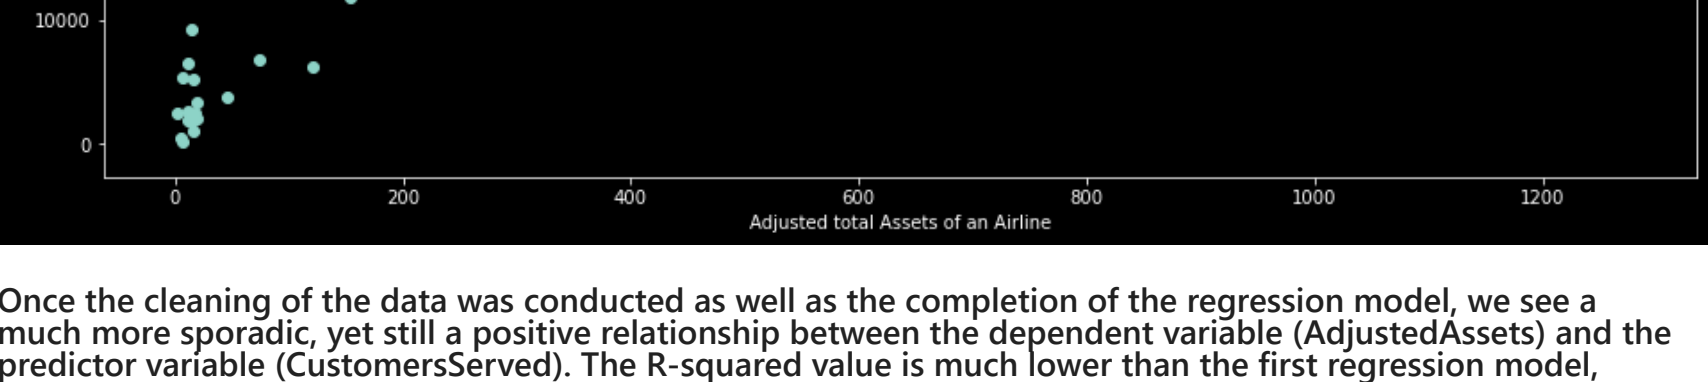 10000
0
0 200 400 600 800 1000 1200
Adjusted total Assets of an Airline
Once the cleaning of the data was conducted as well as the completion of the regression model, we see a
much more sporadic, yet still a positive relationship between the dependent variable (AdjustedAssets) and the
predictor variable (CustomersServed). The R-squared value is much lower than the first regression model,